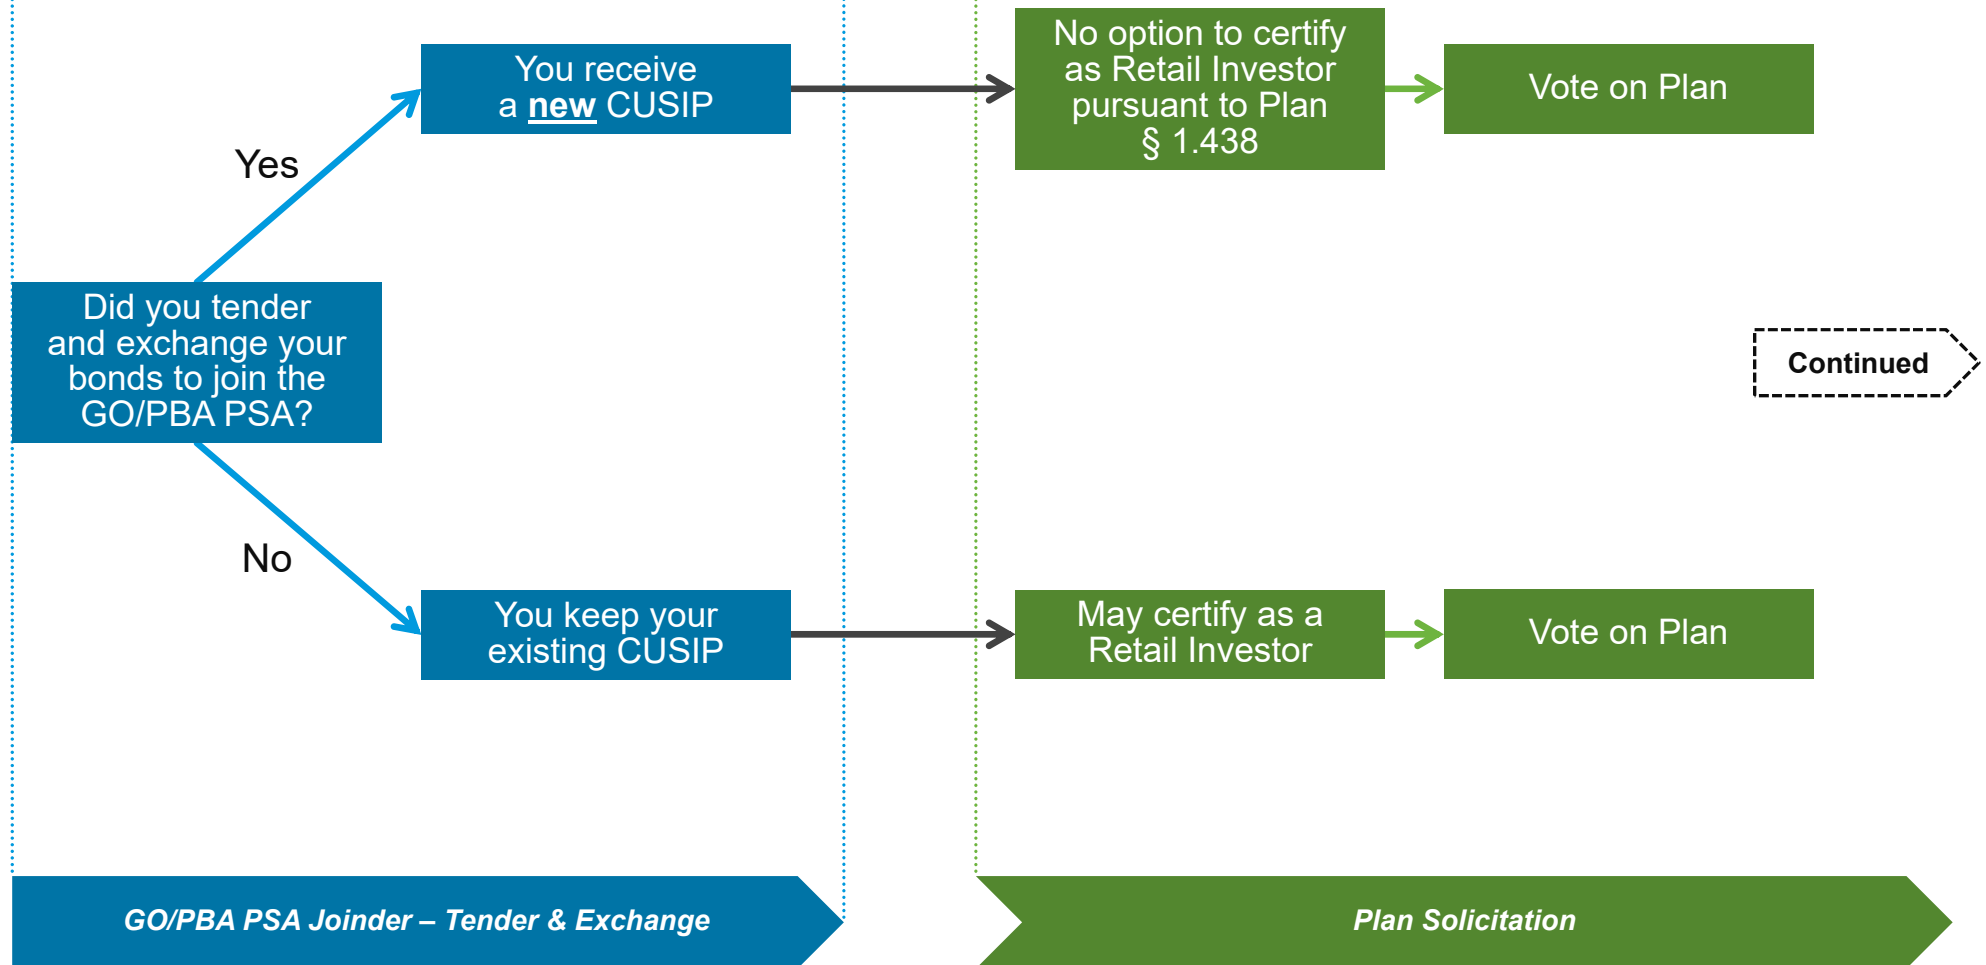 You receive
a new CUSIP
No option to certify
as Retail Investor
pursuant to Plan
§ 1.438
Vote on Plan
Yes
Did you tender
and exchange your
bonds to join the
GO/PBA PSA?
Continued
No
You keep your
existing CUSIP
May certify as a
Retail Investor
Vote on Plan
GO/PBA PSA Joinder – Tender & Exchange
Plan Solicitation